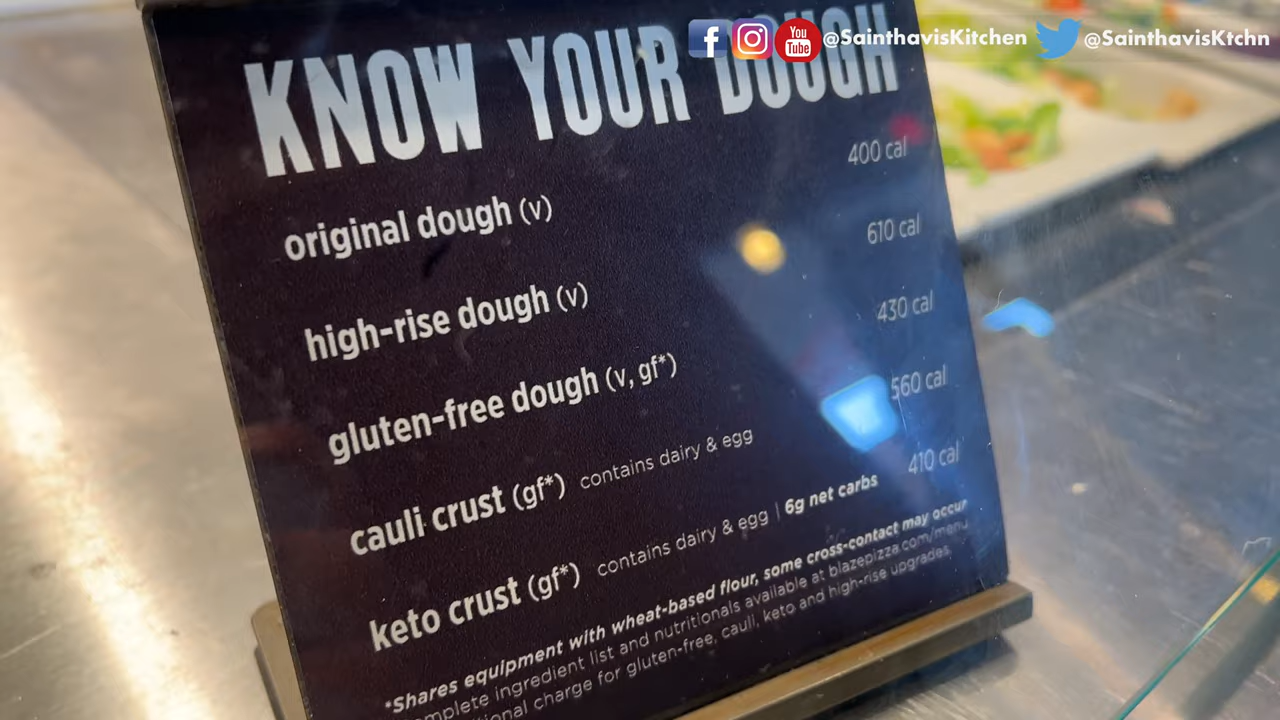 @SainthavisKitchen @SainthavisKtchn
You Tube
KNOW YOUR DOUGH
original dough (v) 400 cal
high-rise dough (v) 610 cal
gluten-free dough (v, gf*) 430 cal
cauli crust (gf*) contains dairy & egg 560 cal
keto crust (gf*) contains dairy & egg | 6g net carbs 410 cal
*Shares equipment with wheat-based flour, some cross-contact may occur
ingredient list and nutritionals available at blazepizza.com/menu
charge for gluten-free, cauli, keto and high-rise upgrades.